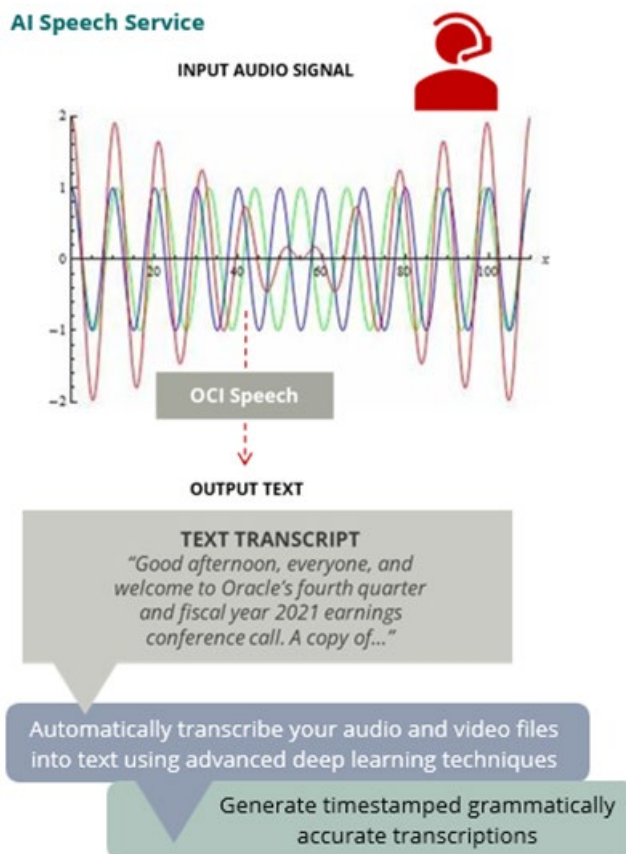 AI Speech Service
INPUT AUDIO SIGNAL
2
1
0
20
40
60
80
100
-1
-2
OCI Speech
OUTPUT TEXT
TEXT TRANSCRIPT
“Good afternoon, everyone, and
welcome to Oracle’s fourth quarter
and fiscal year 2021 earnings
conference call. A copy of...”
Automatically transcribe your audio and video files
into text using advanced deep learning techniques
Generate timestamped grammatically
accurate transcriptions